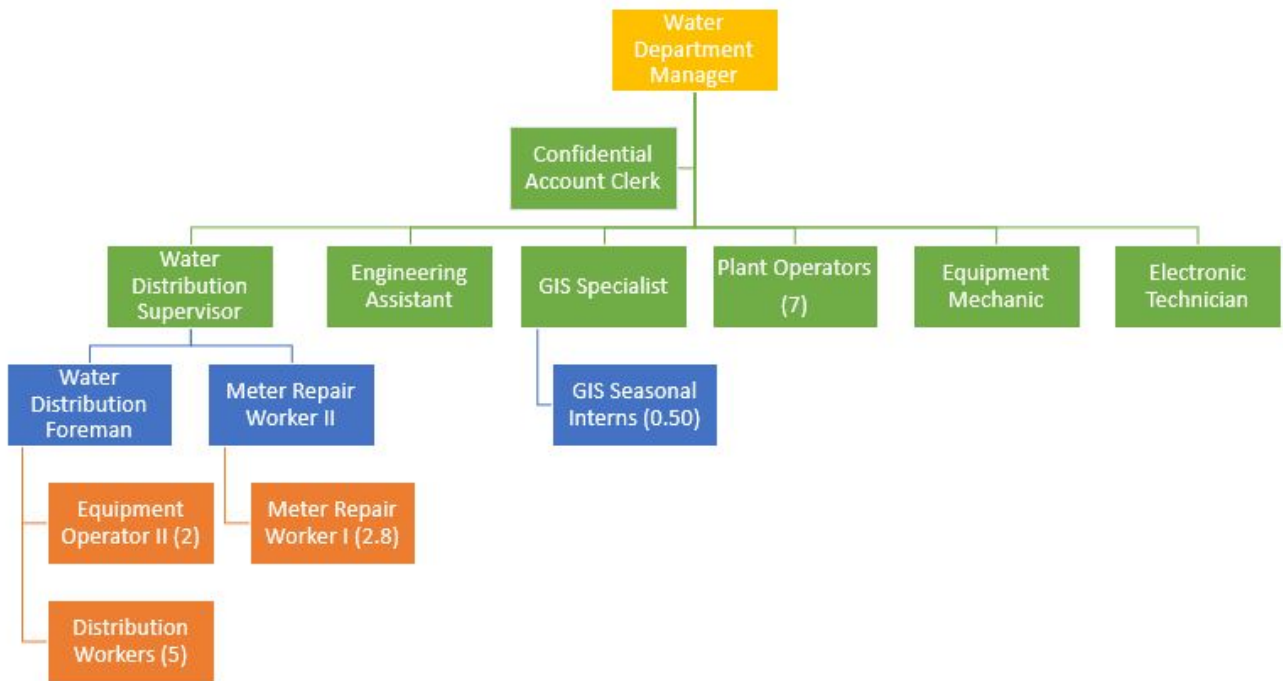 Water
Department
Manager
Confidential
Account Clerk
Water
Distribution
Supervisor
Engineering
Assistant
GIS Specialist
Plant Operators
(7)
Equipment
Mechanic
Electronic
Technician
Water
Distribution
Foreman
Meter Repair
Worker II
GIS Seasonal
Interns (0.50)
Equipment
Operator II (2)
Meter Repair
Worker I (2.8)
Distribution
Workers (5)